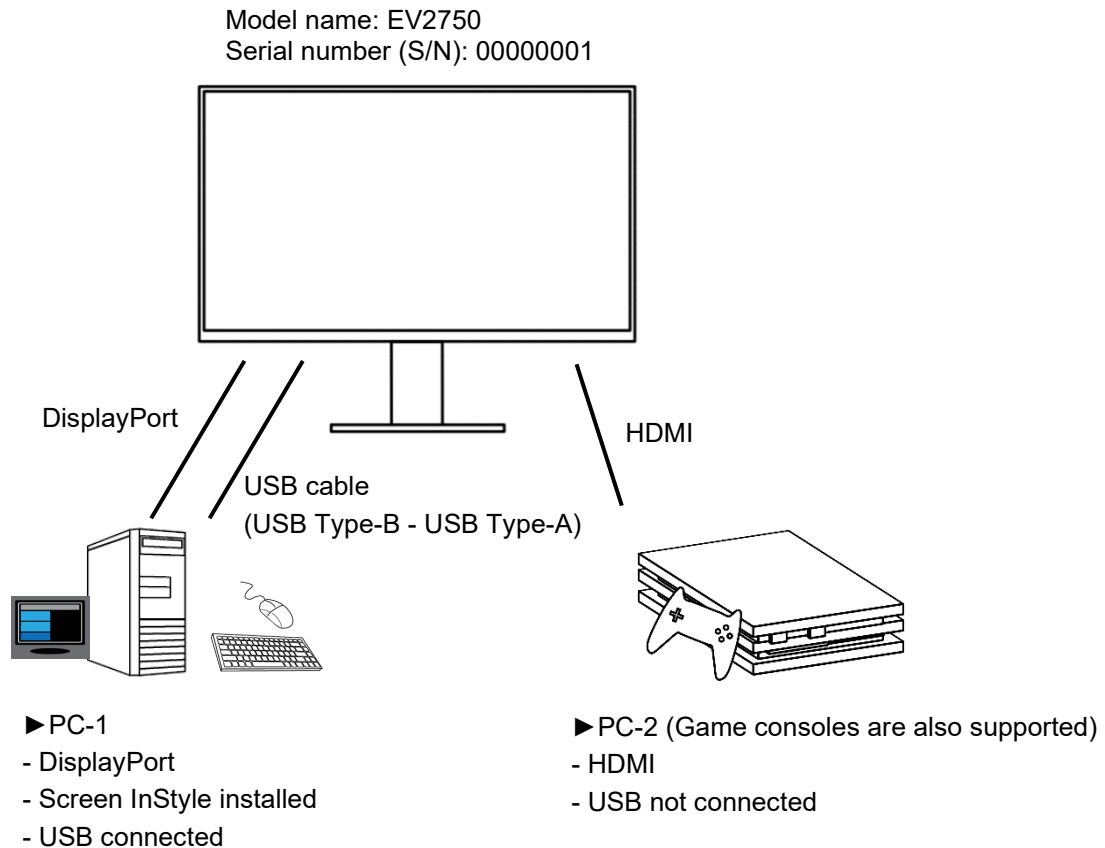 Model name: EV2750
Serial number (S/N): 00000001
DisplayPort
HDMI
USB cable
(USB Type-B - USB Type-A)
►PC-1
- DisplayPort
- Screen InStyle installed
- USB connected
►PC-2 (Game consoles are also supported)
- HDMI
- USB not connected